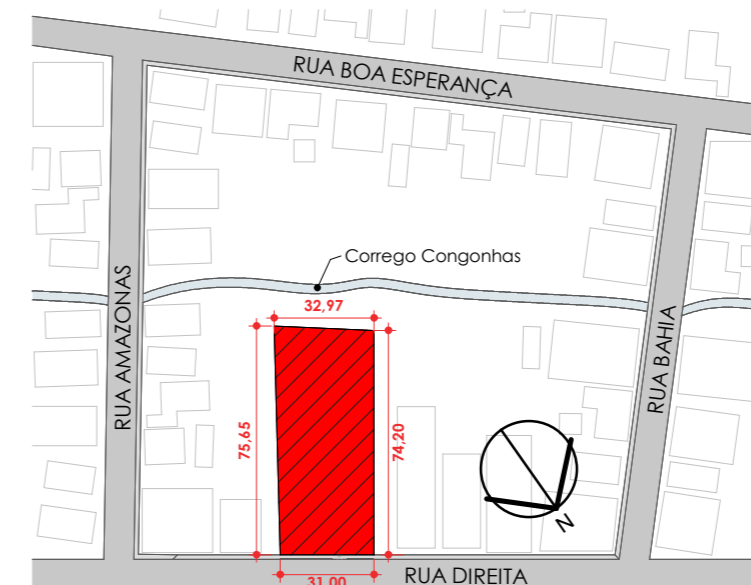 RUA BOA ESPERANÇA
Corrego Congonhas
32,97
RUA AMAZONAS
RUA BAHIA
75,65
74,20
N
31,00
RUA DIREITA